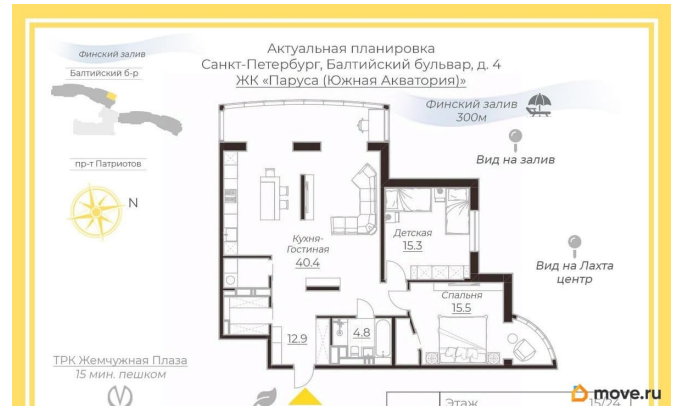 Актуальная планировка
Санкт-Петербург, Балтийский бульвар, д. 4
ЖК «Паруса (Южная Акватория)»
Финский залив
Балтийский б-р
пр-т Патриотов
N
Финский залив
300м
Вид на залив
Вид на Лахта
центр
Детская
15.3
Кухня-
Гостиная
40.4
Спальня
15.5
12.9
4.8
ТРК Жемчужная Плаза
15 мин. пешком
Этаж
15/24
move.ru